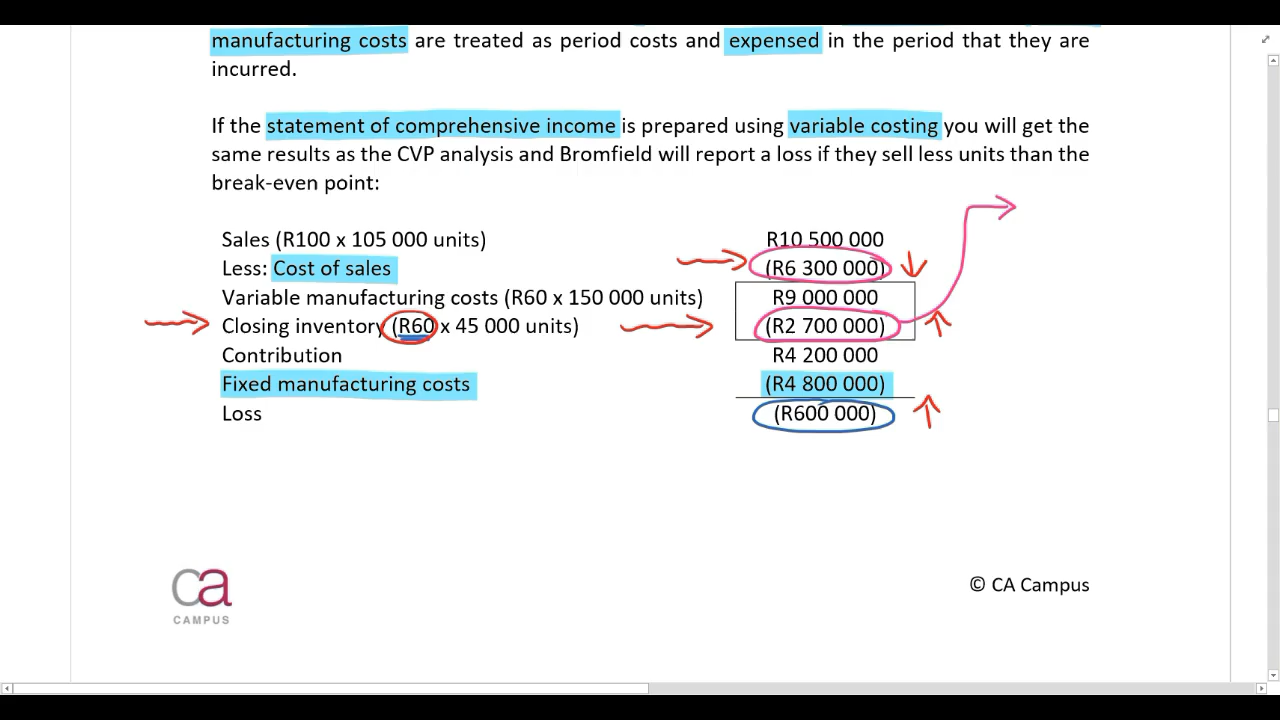 manufacturing costs are treated as period costs and expensed in the period that they are
incurred.
If the statement of comprehensive income is prepared using variable costing you will get the
same results as the CVP analysis and Bromfield will report a loss if they sell less units than the
break-even point:
Sales (R100 x 105 000 units) R10 500 000
Less: Cost of sales (R6 300 000)
Variable manufacturing costs (R60 x 150 000 units) R9 000 000
Closing inventory (R60 x 45 000 units) (R2 700 000)
Contribution R4 200 000
Fixed manufacturing costs (R4 800 000)
Loss (R600 000)
ca
CAMPUS
© CA Campus